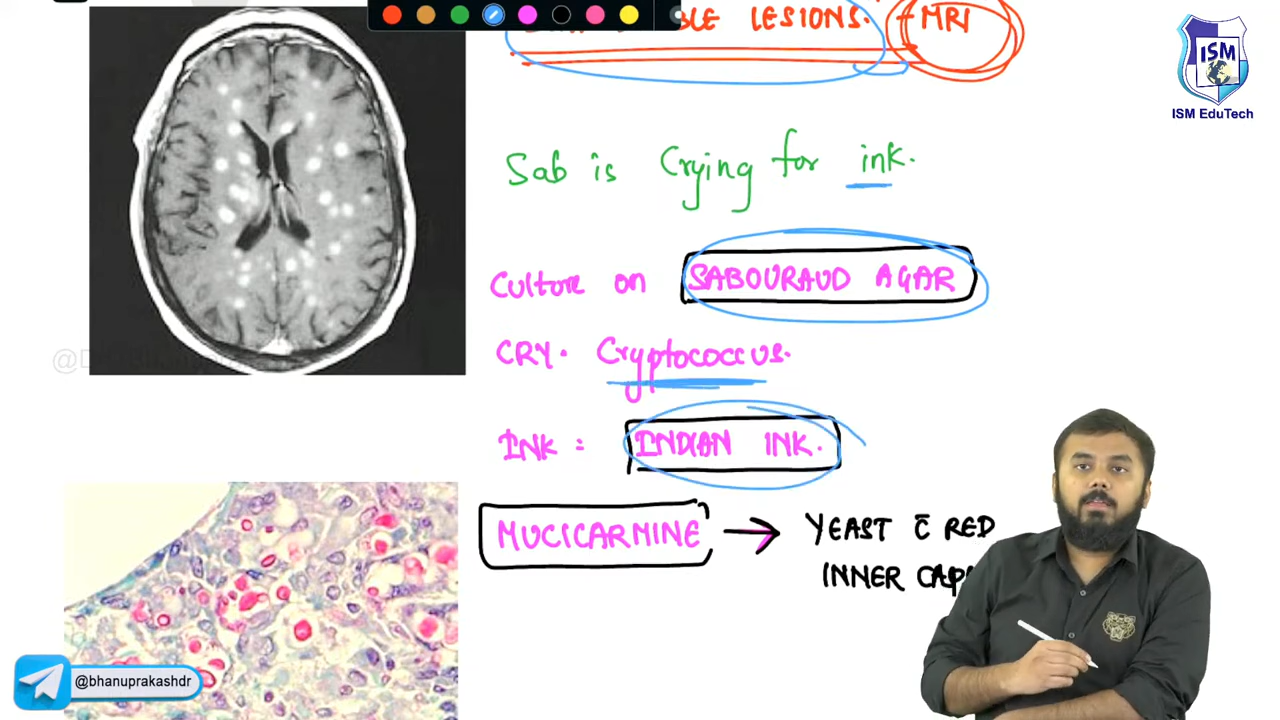 LESIONS. MRI
ISM
ISM EduTech
Sab is Crying for ink.
Culture on SABOURAUD AGAR
CRY. Cryptococcus.
INK = INDIAN INK.
MUCICARMINE → YEAST C̄ RED
INNER
@bhanuprakashdr